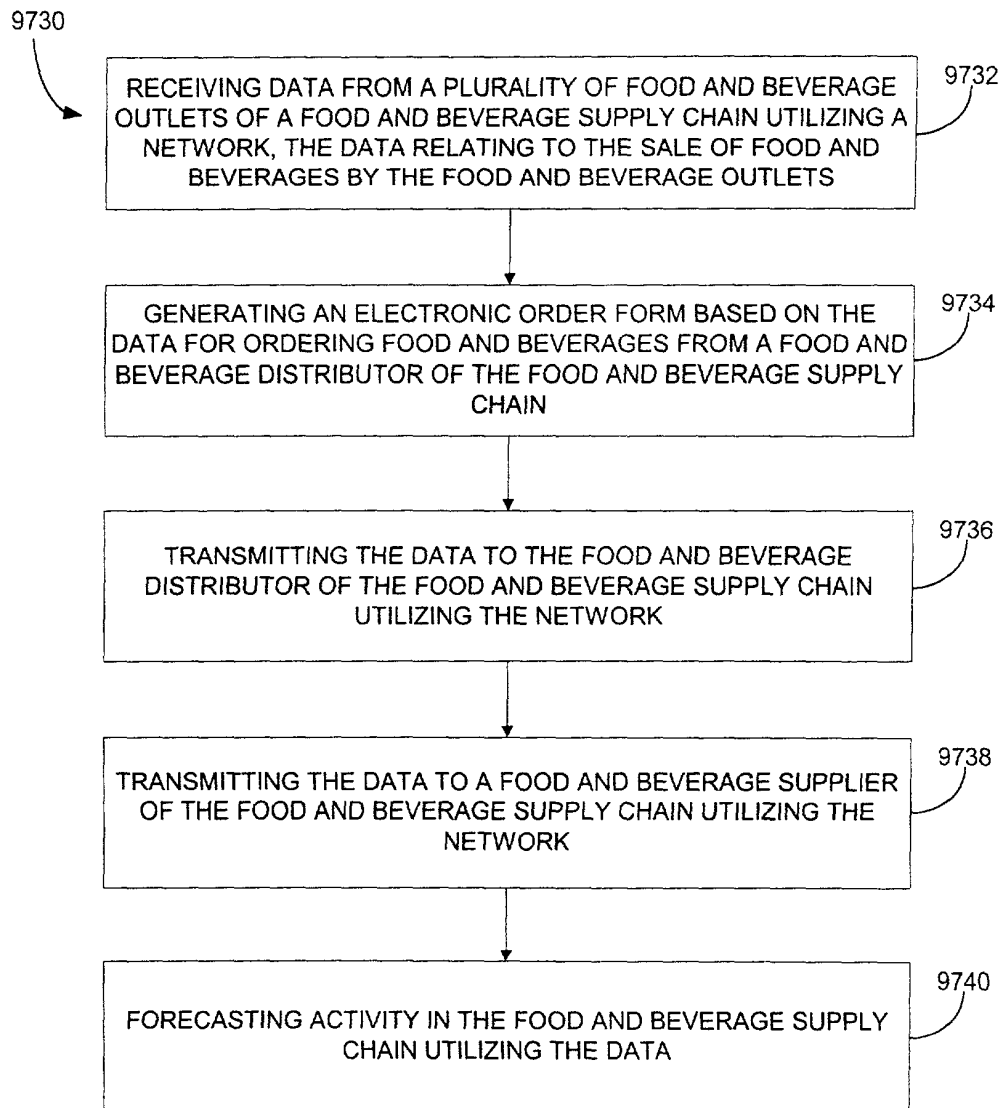 9730
RECEIVING DATA FROM A PLURALITY OF FOOD AND BEVERAGE
OUTLETS OF A FOOD AND BEVERAGE SUPPLY CHAIN UTILIZING A
NETWORK, THE DATA RELATING TO THE SALE OF FOOD AND
BEVERAGES BY THE FOOD AND BEVERAGE OUTLETS
9732
GENERATING AN ELECTRONIC ORDER FORM BASED ON THE
DATA FOR ORDERING FOOD AND BEVERAGES FROM A FOOD AND
BEVERAGE DISTRIBUTOR OF THE FOOD AND BEVERAGE SUPPLY
CHAIN
9734
TRANSMITTING THE DATA TO THE FOOD AND BEVERAGE
DISTRIBUTOR OF THE FOOD AND BEVERAGE SUPPLY CHAIN
UTILIZING THE NETWORK
9736
TRANSMITTING THE DATA TO A FOOD AND BEVERAGE SUPPLIER
OF THE FOOD AND BEVERAGE SUPPLY CHAIN UTILIZING THE
NETWORK
9738
FORECASTING ACTIVITY IN THE FOOD AND BEVERAGE SUPPLY
CHAIN UTILIZING THE DATA
9740